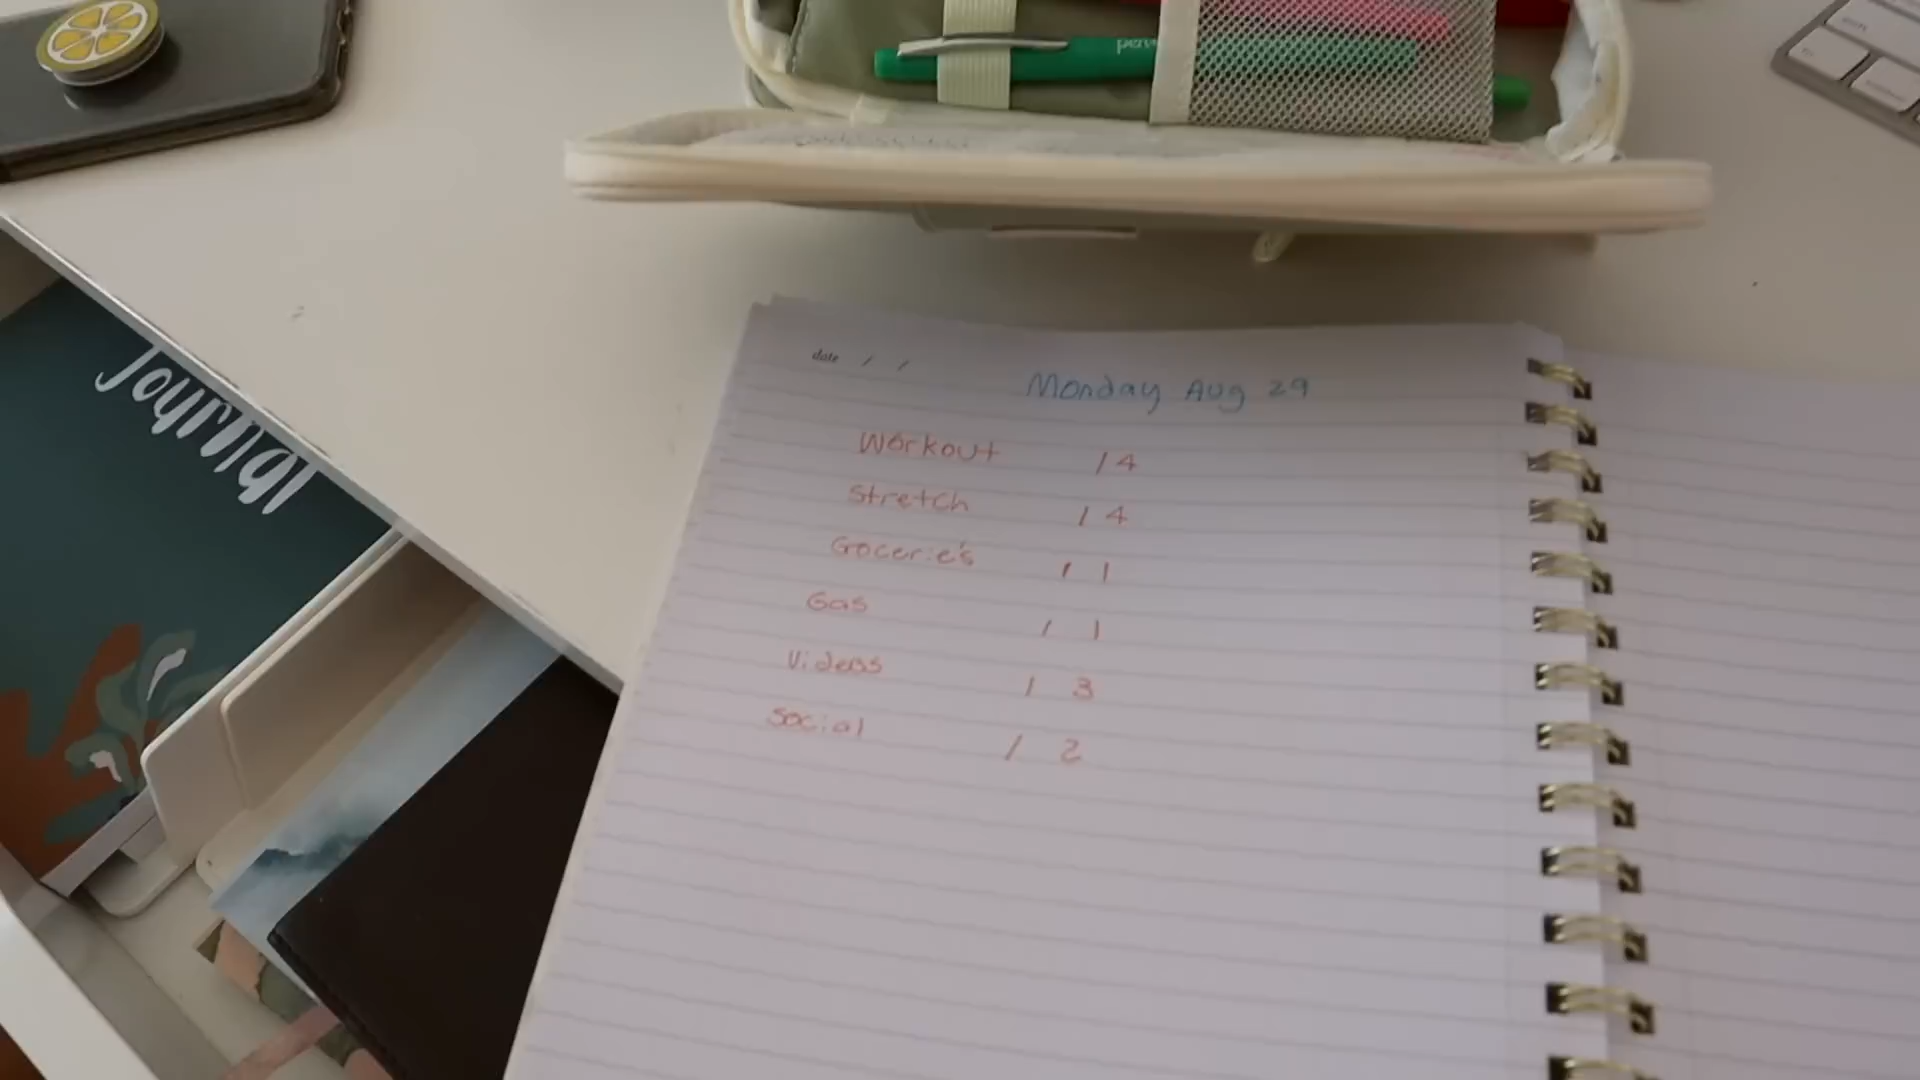 Journal
date / /
Monday Aug 29
Workout / 4
Stretch / 4
Gocerie's / 1
Gas / 1
Videos / 3
Social / 2